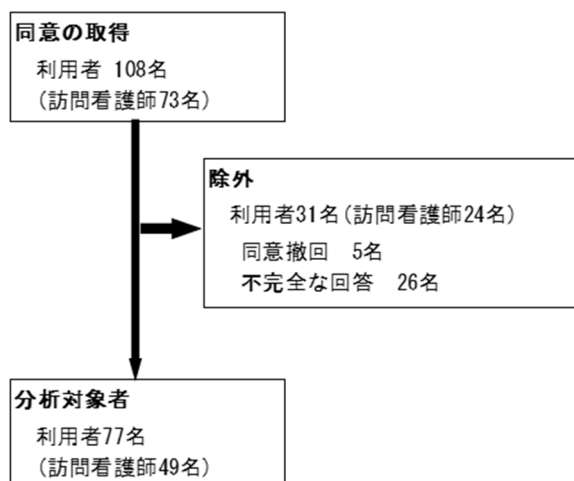 同意の取得
利用者 108名
(訪問看護師73名)
除外
利用者31名(訪問看護師24名)
同意撤回　5名
不完全な回答　26名
分析対象者
利用者77名
(訪問看護師49名)